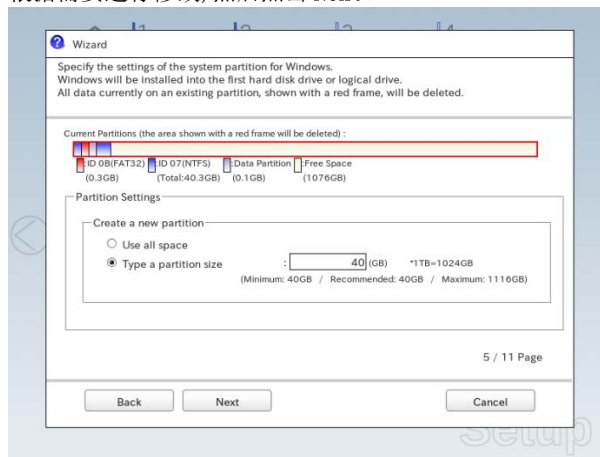 1 2 3 4
Wizard
Specify the settings of the system partition for Windows.
Windows will be installed into the first hard disk drive or logical drive.
All data currently on an existing partition, shown with a red frame, will be deleted.
Current Partitions (the area shown with a red frame will be deleted) :
:ID 0B(FAT32) :ID 07(NTFS) :Data Partition :Free Space
(0.3GB) (Total:40.3GB) (0.1GB) (1076GB)
Partition Settings
Create a new partition
Use all space
Type a partition size : 40 (GB) *1TB=1024GB
(Minimum: 40GB / Recommended: 40GB / Maximum: 1116GB)
5 / 11 Page
Back Next Cancel
Setup